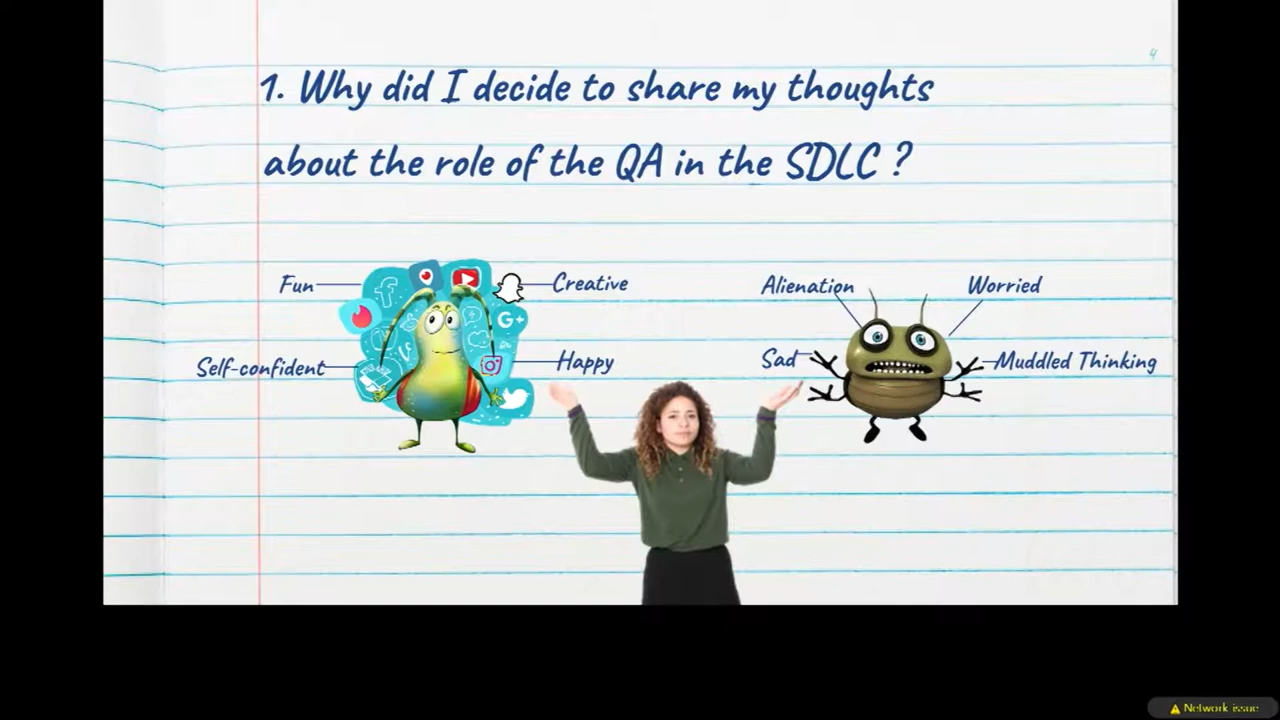 4
1. Why did I decide to share my thoughts
about the role of the QA in the SDLC ?
Fun
Creative
Self-confident
Happy
G+
Alienation
Worried
Sad
Muddled Thinking
Network issue